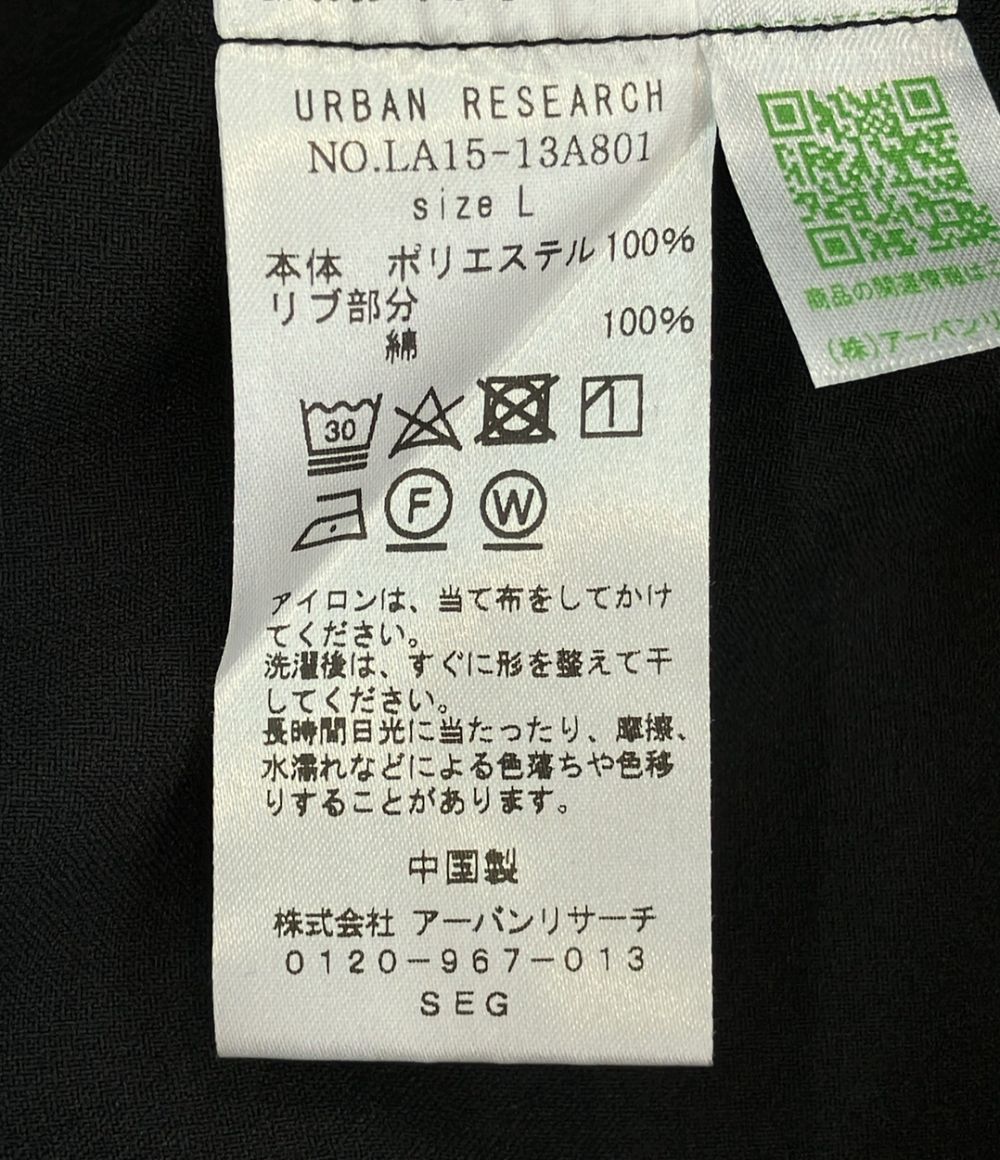 URBAN RESEARCH
NO.LA15-13A801
size L
本体 ポリエステル 100%
リブ部分
綿 100%
30
F W
アイロンは、当て布をしてかけ
てください。
洗濯後は、すぐに形を整えて干
してください。
長時間日光に当たったり、摩擦、
水濡れなどによる色落ちや色移
りすることがあります。
中国製
株式会社 アーバンリサーチ
0120-967-013
SEG
商品の関連情報は
(株)アーバンリ